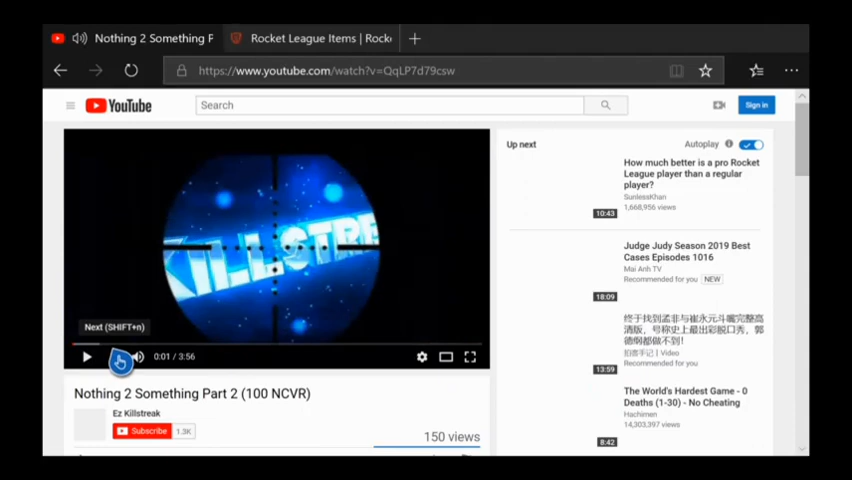 Nothing 2 Something P
Rocket League Items | Rock
https://www.youtube.com/watch?v=QqLP7d79csw
YouTube
Search
Sign in
KILLSTRE
Next (SHIFT+n)
0:01 / 3:56
Nothing 2 Something Part 2 (100 NCVR)
Ez Killstreak
Subscribe 1.3K
150 views
Up next
Autoplay
How much better is a pro Rocket
League player than a regular
player?
SunlessKhan
1,668,956 views
10:43
Judge Judy Season 2019 Best
Cases Episodes 1016
Mai Anh TV
Recommended for you NEW
18:09
终于找到孟非与崔永元斗嘴完整高
清版，号称史上最出彩脱口秀，郭
德纲都做不到！
拍客手记 | Video
Recommended for you
13:59
The World's Hardest Game - 0
Deaths (1-30) - No Cheating
Hachimen
14,303,397 views
8:42